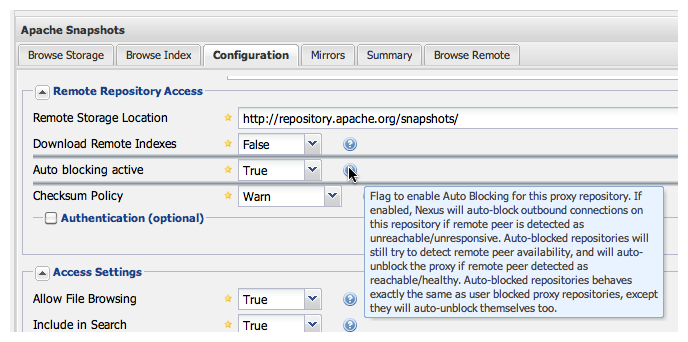 Apache Snapshots
Browse Storage Browse Index Configuration Mirrors Summary Browse Remote
Remote Repository Access
Remote Storage Location http://repository.apache.org/snapshots/
Download Remote Indexes False
Auto blocking active True
Checksum Policy Warn
Authentication (optional)
Flag to enable Auto Blocking for this proxy repository. If
enabled, Nexus will auto-block outbound connections on
this repository if remote peer is detected as
unreachable/unresponsive. Auto-blocked repositories will
still try to detect remote peer availability, and will auto-
unblock the proxy if remote peer detected as
reachable/healthy. Auto-blocked repositories behaves
exactly the same as user blocked proxy repositories, except
they will auto-unblock themselves too.
Access Settings
Allow File Browsing True
Include in Search True